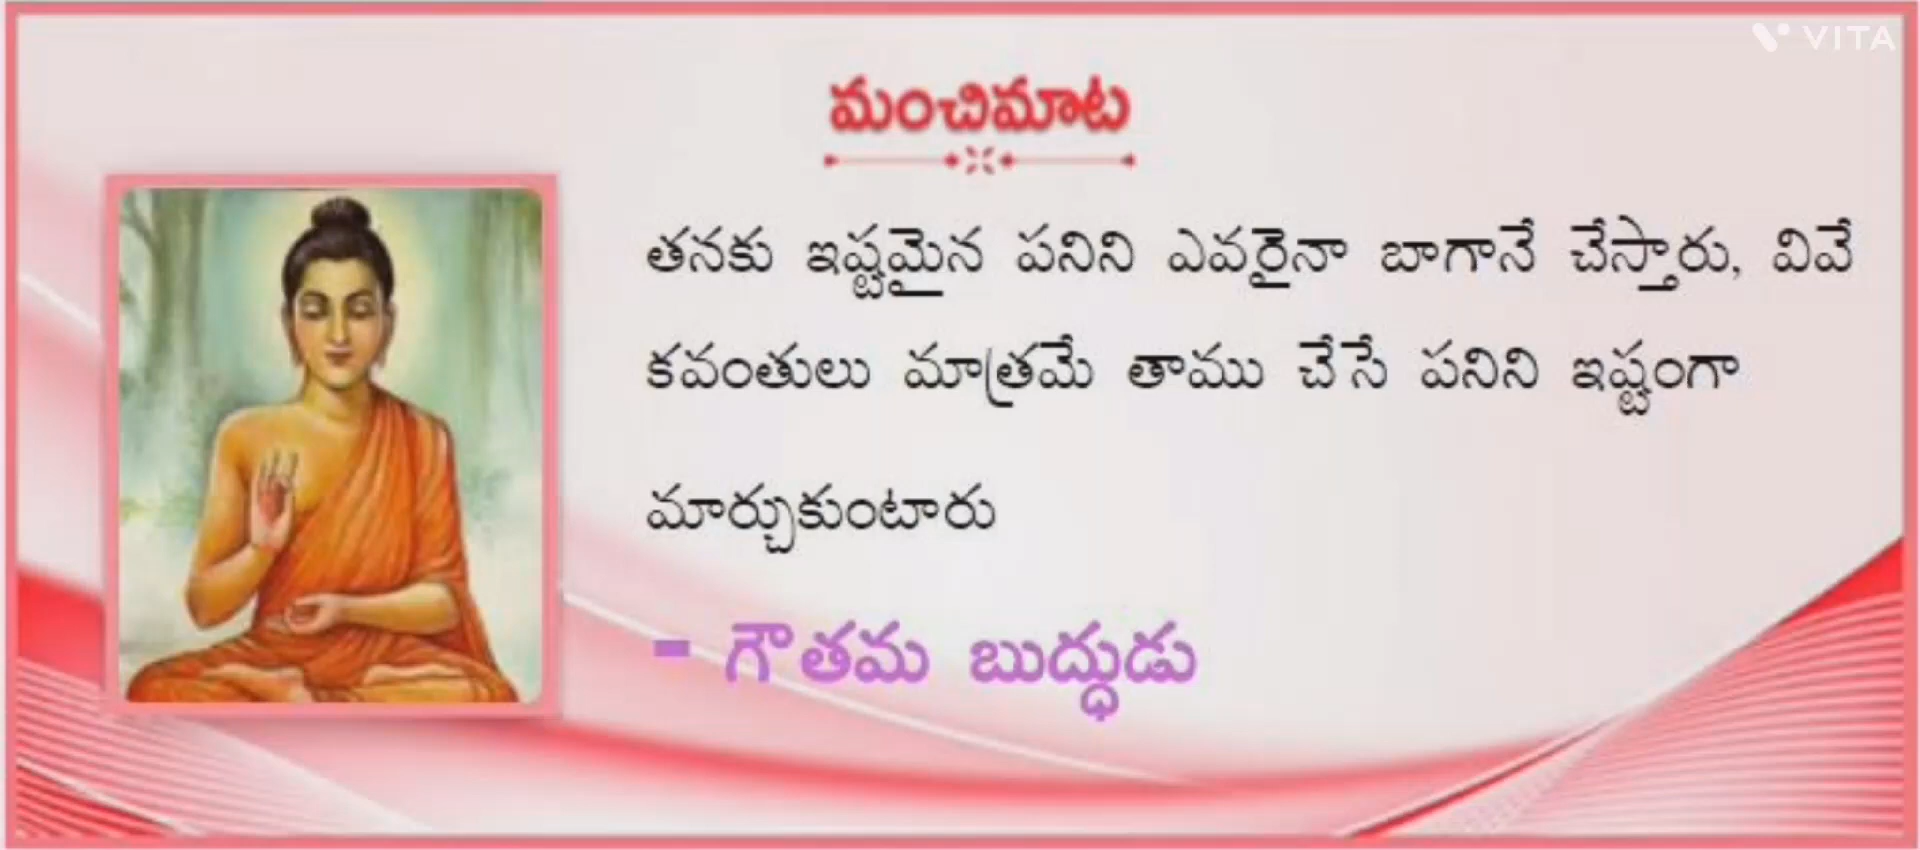 VITA
మంచిమాట
తనకు ఇష్టమైన పనిని ఎవరైనా బాగానే చేస్తారు, వివే
కవంతులు మాత్రమే తాము చేసే పనిని ఇష్టంగా
మార్చుకుంటారు
- గౌతమ బుద్ధుడు